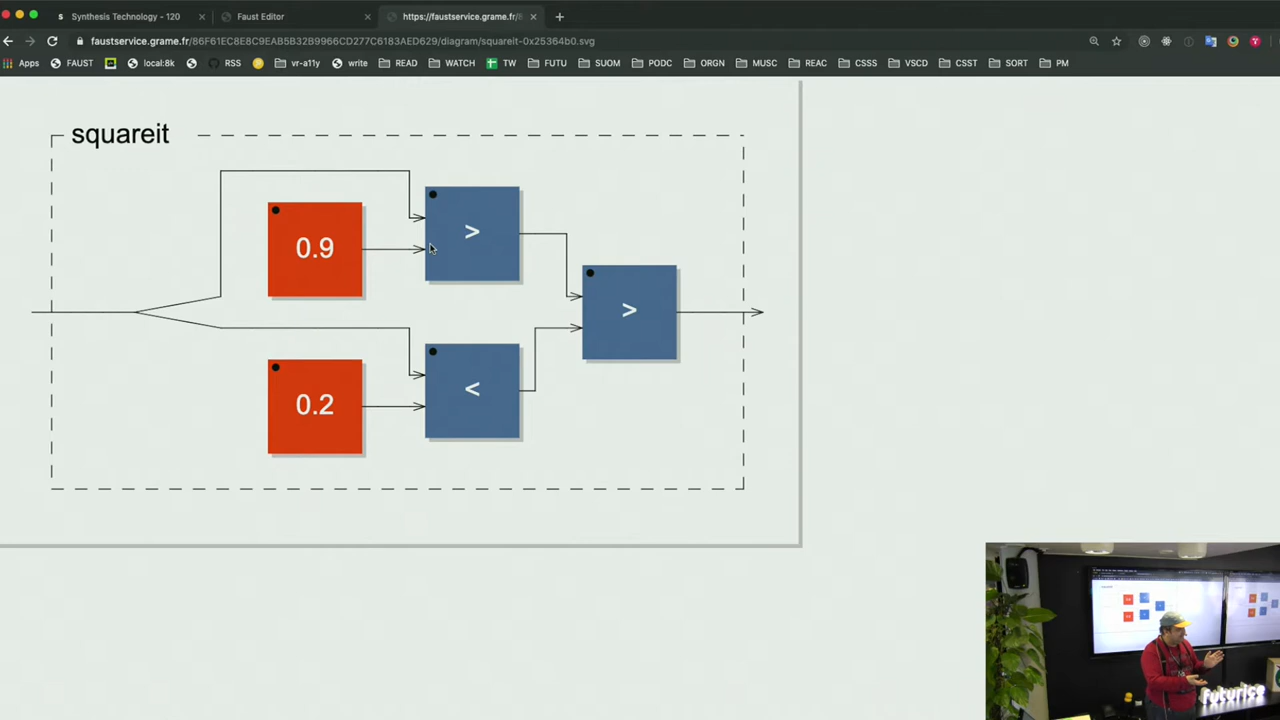 Synthesis Technology - 120
Faust Editor
https://faustservice.grame.fr/8
faustservice.grame.fr/86F61EC8E8C9EAB5B32B9966CD277C6183AED629/diagram/squareit-0x25364b0.svg
Apps FAUST local:8k RSS vr-a11y write READ WATCH TW FUTU SUOM PODC ORGN MUSC REAC CSSS VSCD CSST SORT PM
squareit
0.9
>
>
0.2
<
futurice